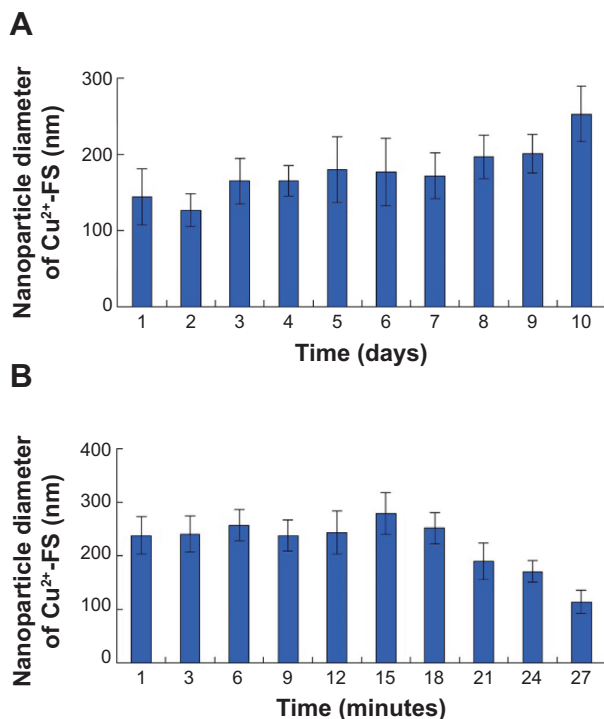 A
Nanoparticle diameter
of Cu²⁺-FS (nm)
300
200
100
0
1 2 3 4 5 6 7 8 9 10
Time (days)
B
Nanoparticle diameter
of Cu²⁺-FS (nm)
400
300
200
100
0
1 3 6 9 12 15 18 21 24 27
Time (minutes)